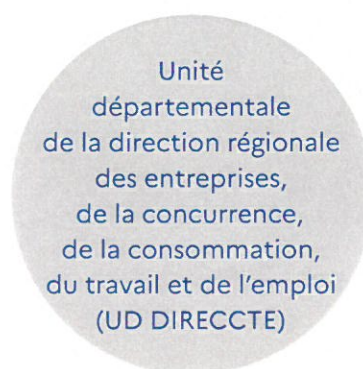 Unité
départementale
de la direction régionale
des entreprises,
de la concurrence,
de la consommation,
du travail et de l'emploi
(UD DIRECCTE)